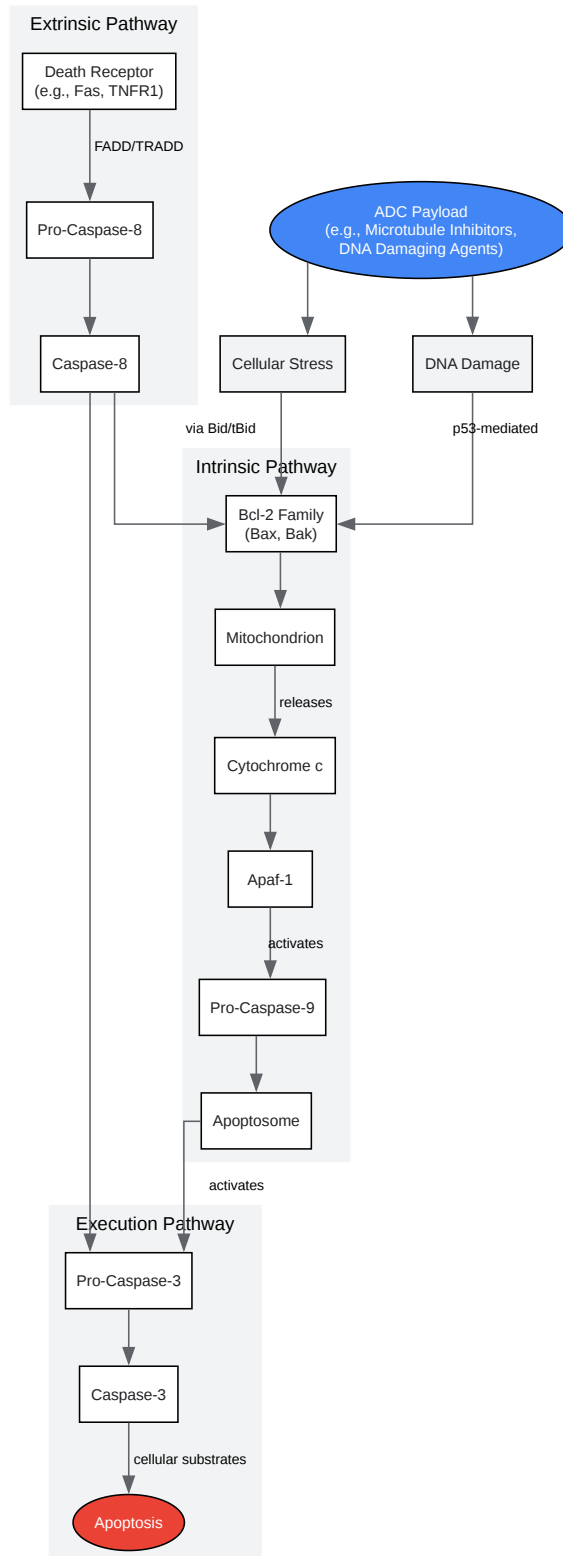 Extrinsic Pathway
Death Receptor
(e.g., Fas, TNFR1)
FADD/TRADD
Pro-Caspase-8
Caspase-8
ADC Payload
(e.g., Microtubule Inhibitors,
DNA Damaging Agents)
Cellular Stress
DNA Damage
via Bid/tBid
p53-mediated
Intrinsic Pathway
Bcl-2 Family
(Bax, Bak)
Mitochondrion
releases
Cytochrome c
Apaf-1
activates
Pro-Caspase-9
Apoptosome
activates
Execution Pathway
Pro-Caspase-3
Caspase-3
cellular substrates
Apoptosis